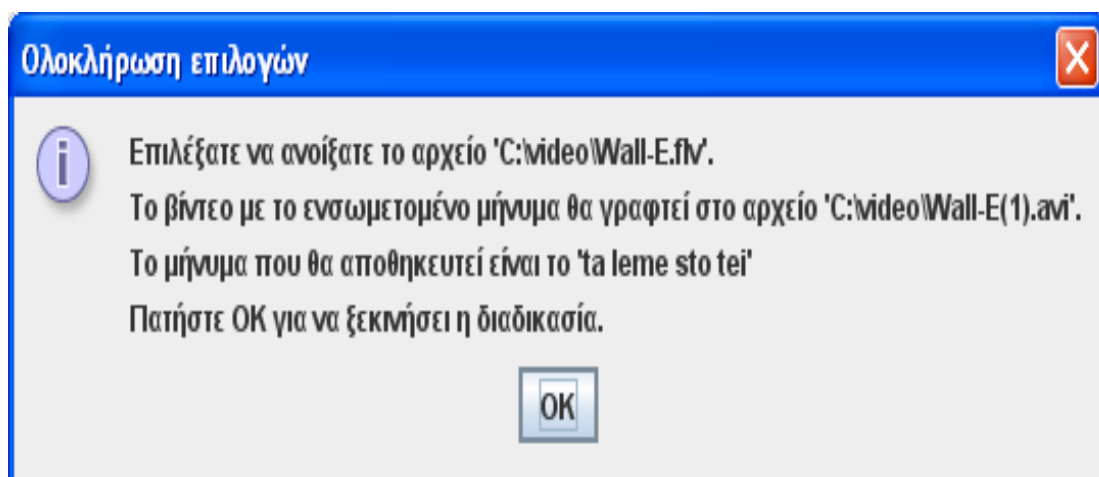 Ολοκλήρωση επιλογών
Επιλέξατε να ανοίξατε το αρχείο 'C:\video\Wall-E.flv'.
Το βίντεο με το ενσωμετομένο μήνυμα θα γραφτεί στο αρχείο 'C:\video\Wall-E(1).avi'.
Το μήνυμα που θα αποθηκευτεί είναι το 'ta leme sto tei'
Πατήστε OK για να ξεκινήσει η διαδικασία.
OK